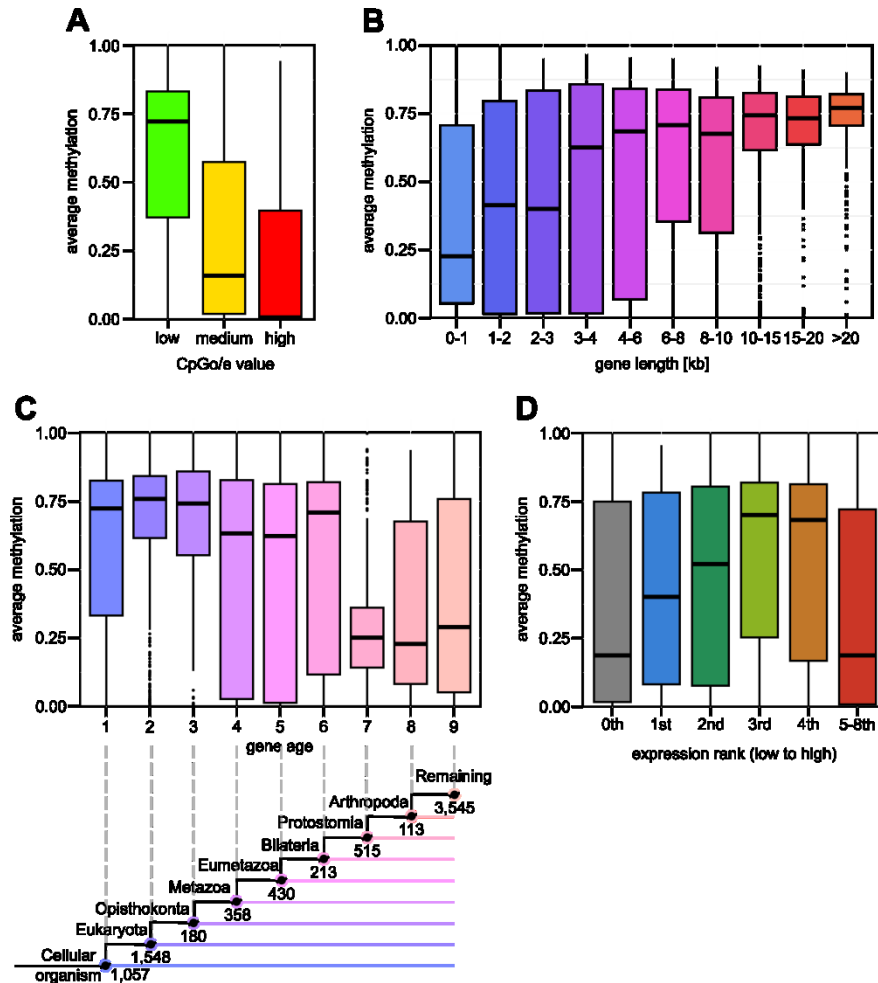 A
1.00
0.75
0.50
0.25
0.00
average methylation
low medium high
CpGo/e value
B
1.00
0.75
0.50
0.25
0.00
average methylation
0-1 1-2 2-3 3-4 4-6 6-8 8-10 10-15 15-20 >20
gene length [kb]
C
1.00
0.75
0.50
0.25
0.00
average methylation
1 2 3 4 5 6 7 8 9
gene age
D
1.00
0.75
0.50
0.25
0.00
average methylation
0th 1st 2nd 3rd 4th 5-8th
expression rank (low to high)
Remaining
3,545
Arthropoda
113
Protostomia
515
Bilateria
213
Eumetazoa
430
Metazoa
358
Opisthokonta
180
Eukaryota
1,548
Cellular
organism 1,057